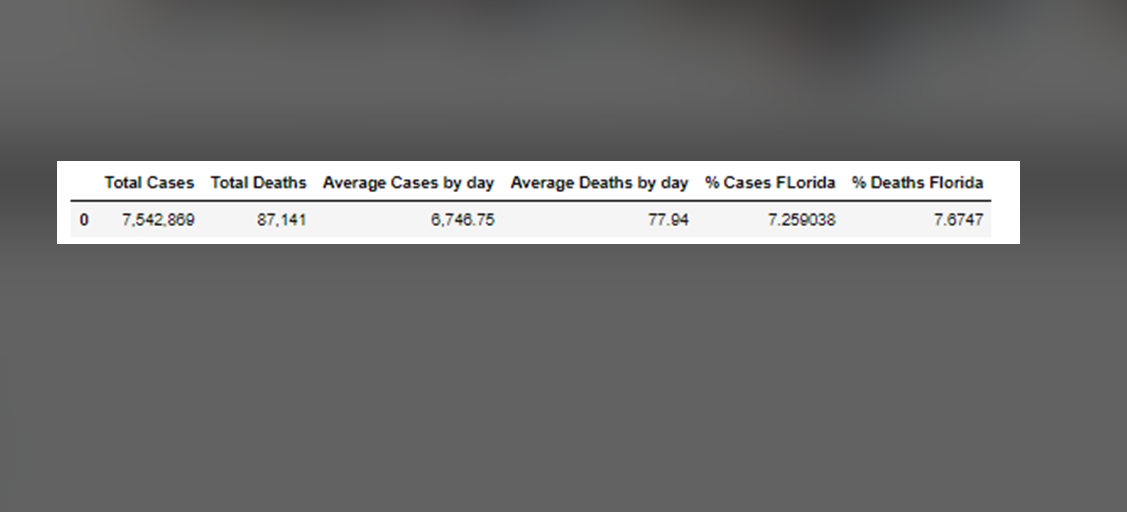 Total Cases Total Deaths Average Cases by day Average Deaths by day % Cases FLorida % Deaths Florida
0 7,542,869 87,141 6,746.75 77.94 7.259038 7.6747